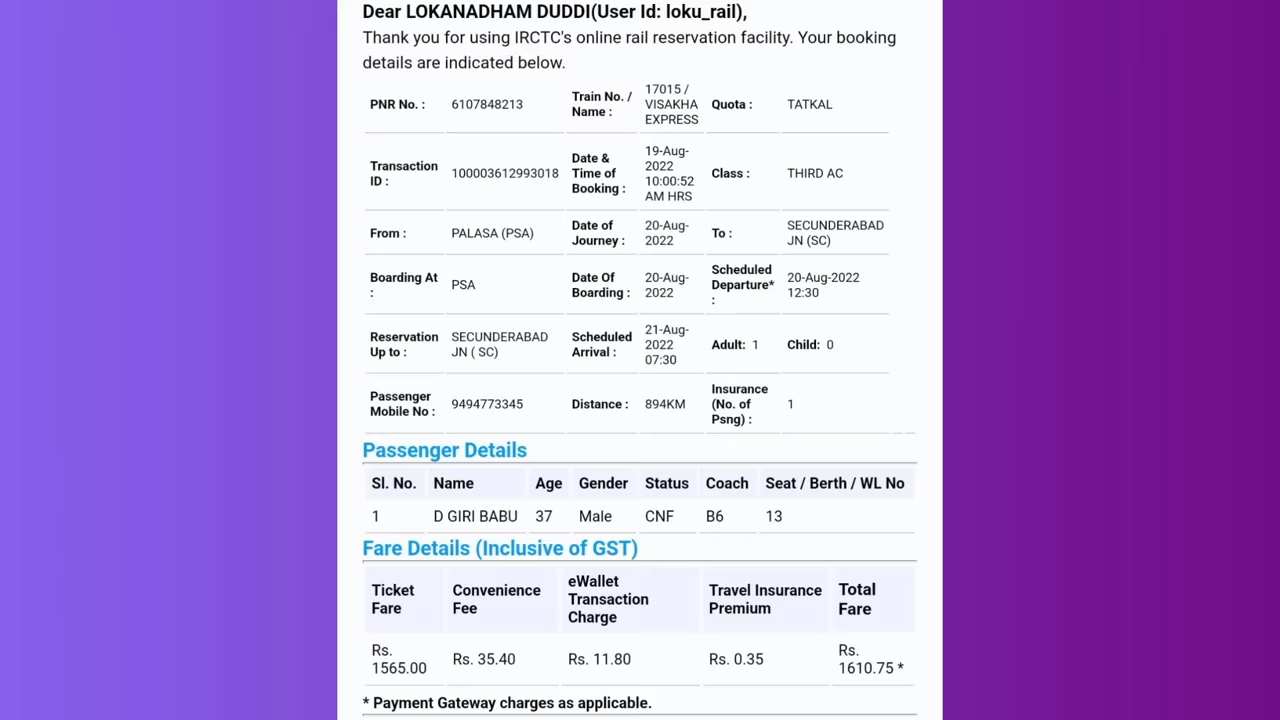 Dear LOKANADHAM DUDDI(User Id: loku_rail),
Thank you for using IRCTC's online rail reservation facility. Your booking
details are indicated below.
PNR No. : 6107848213 Train No. / Name : 17015 / VISAKHA EXPRESS Quota : TATKAL
Transaction ID : 100003612993018 Date & Time of Booking : 19-Aug-2022 10:00:52 AM HRS Class : THIRD AC
From : PALASA (PSA) Date of Journey : 20-Aug-2022 To : SECUNDERABAD JN (SC)
Boarding At : PSA Date Of Boarding : 20-Aug-2022 Scheduled Departure* : 20-Aug-2022 12:30
Reservation Up to : SECUNDERABAD JN ( SC) Scheduled Arrival : 21-Aug-2022 07:30 Adult: 1 Child: 0
Passenger Mobile No : 9494773345 Distance : 894KM Insurance (No. of Psng) : 1
Passenger Details
Sl. No. Name Age Gender Status Coach Seat / Berth / WL No
1 D GIRI BABU 37 Male CNF B6 13
Fare Details (Inclusive of GST)
Ticket Fare Convenience Fee eWallet Transaction Charge Travel Insurance Premium Total Fare
Rs. 1565.00 Rs. 35.40 Rs. 11.80 Rs. 0.35 Rs. 1610.75 *
* Payment Gateway charges as applicable.